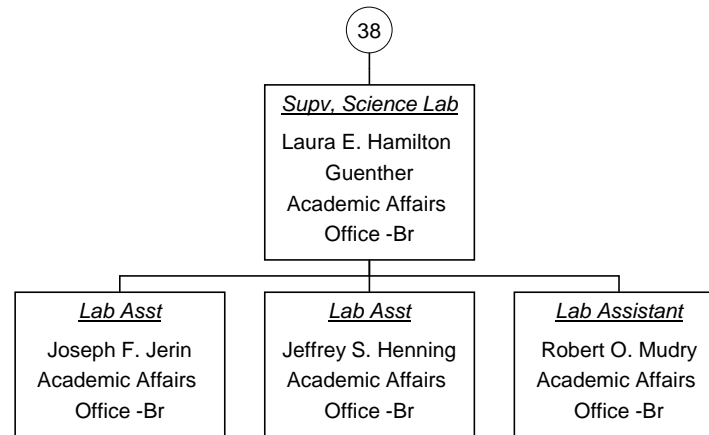 38
Supv, Science Lab
Laura E. Hamilton
Guenther
Academic Affairs
Office -Br
Lab Asst
Joseph F. Jerin
Academic Affairs
Office -Br
Lab Asst
Jeffrey S. Henning
Academic Affairs
Office -Br
Lab Assistant
Robert O. Mudry
Academic Affairs
Office -Br